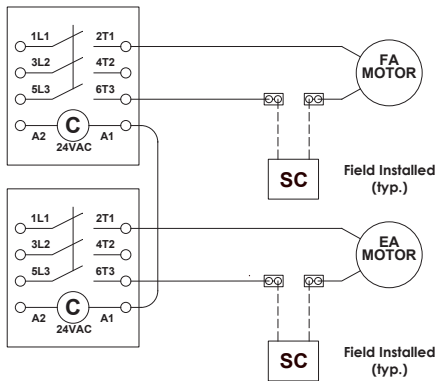 1L1 2T1
3L2 4T2
5L3 6T3
A2 C A1
24VAC
FA
MOTOR
SC
Field Installed
(typ.)
1L1 2T1
3L2 4T2
5L3 6T3
A2 C A1
24VAC
EA
MOTOR
SC
Field Installed
(typ.)